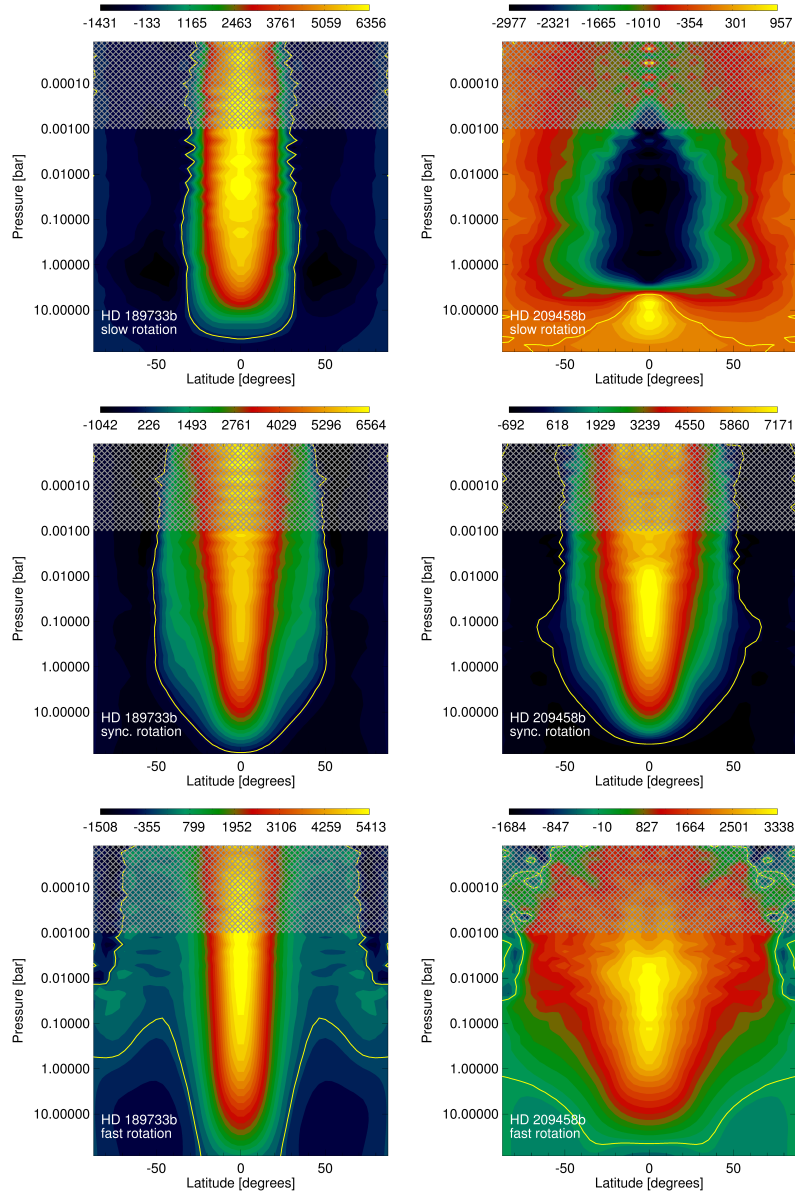 -1431 -133 1165 2463 3761 5059 6356
Pressure [bar]
0.00010
0.00100
0.01000
0.10000
1.00000
10.00000
HD 189733b
slow rotation
-50 0 50
Latitude [degrees]
-2977 -2321 -1665 -1010 -354 301 957
Pressure [bar]
0.00010
0.00100
0.01000
0.10000
1.00000
10.00000
HD 209458b
slow rotation
-50 0 50
Latitude [degrees]
-1042 226 1493 2761 4029 5296 6564
Pressure [bar]
0.00010
0.00100
0.01000
0.10000
1.00000
10.00000
HD 189733b
sync. rotation
-50 0 50
Latitude [degrees]
-692 618 1929 3239 4550 5860 7171
Pressure [bar]
0.00010
0.00100
0.01000
0.10000
1.00000
10.00000
HD 209458b
sync. rotation
-50 0 50
Latitude [degrees]
-1508 -355 799 1952 3106 4259 5413
Pressure [bar]
0.00010
0.00100
0.01000
0.10000
1.00000
10.00000
HD 189733b
fast rotation
-50 0 50
Latitude [degrees]
-1684 -847 -10 827 1664 2501 3338
Pressure [bar]
0.00010
0.00100
0.01000
0.10000
1.00000
10.00000
HD 209458b
fast rotation
-50 0 50
Latitude [degrees]